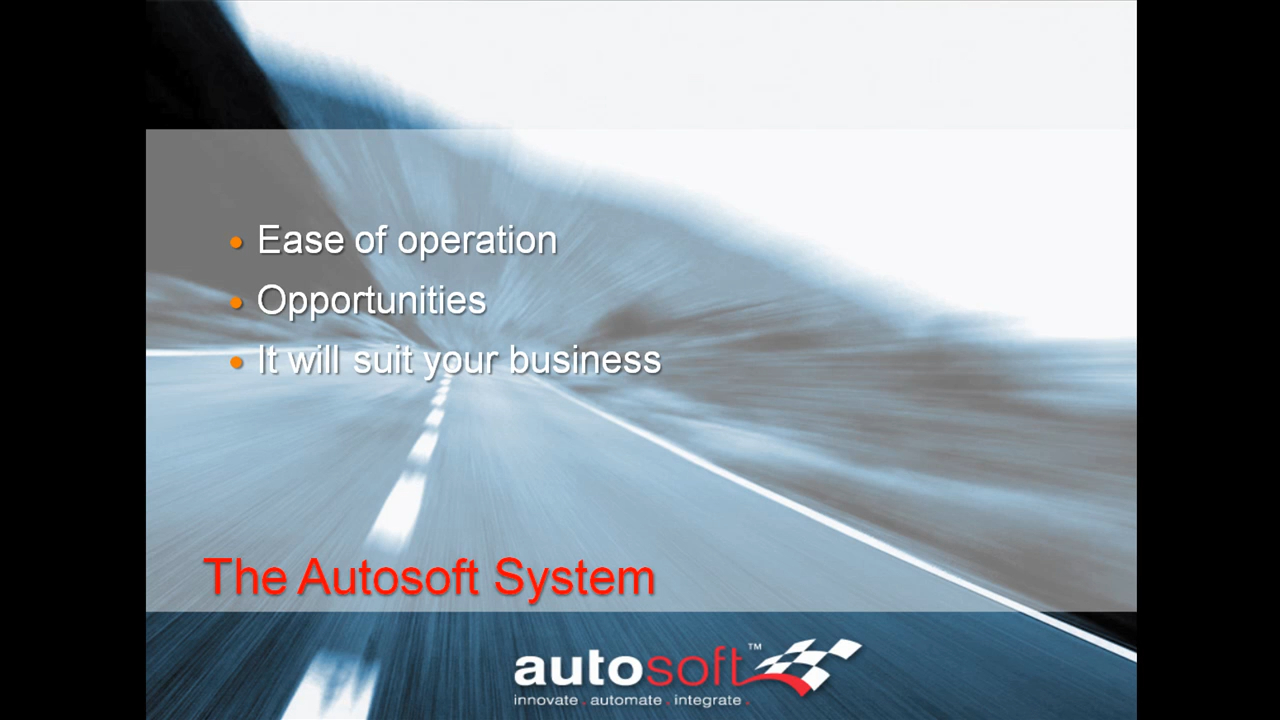 Ease of operation
Opportunities
It will suit your business
The Autosoft System
autosoft™
innovate . automate . integrate .